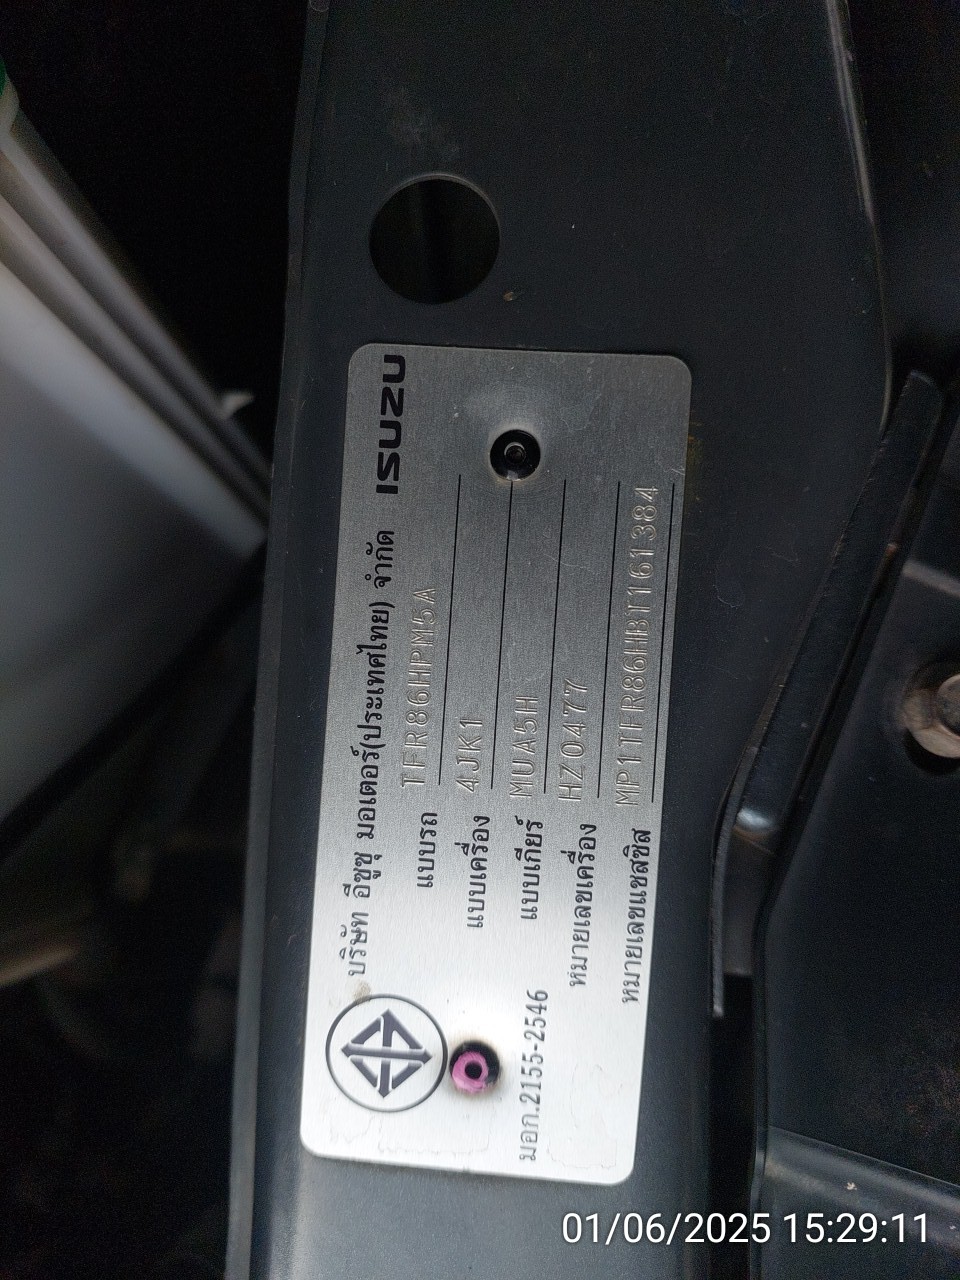 บริษัท อีซูซุ มอเตอร์(ประเทศไทย) จำกัด ISUZU
แบบรถ TFR86HPM5A
แบบเครื่อง 4JK1
แบบเกียร์ MUA5H
หมายเลขเครื่อง HZ0477
หมายเลขแชสซิส MP1TFR86HBT161384
มอก.2155-2546
01/06/2025 15:29:11